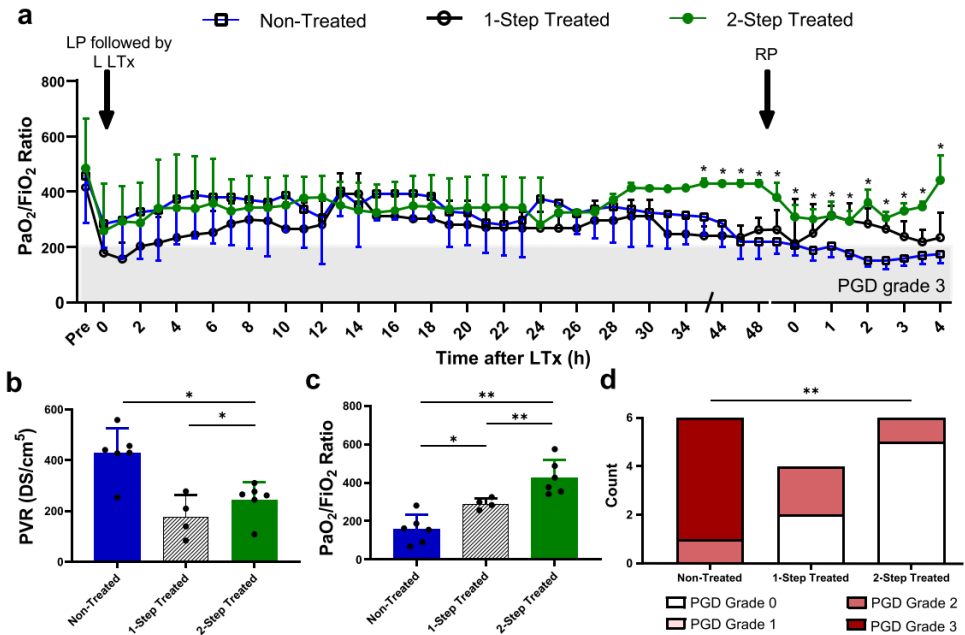 a
Non-Treated 1-Step Treated 2-Step Treated
LP followed by
L LTx
RP
PaO2/FiO2 Ratio
800
600
400
200
0
* * * * * * * * * * * * *
PGD grade 3
Pre 0 2 4 6 8 10 12 14 16 18 20 22 24 26 28 30 34 44 48 0 1 2 3 4
Time after LTx (h)
b
PVR (DS/cm5)
600
400
200
0
*
*
Non-Treated
1-Step Treated
2-Step Treated
c
PaO2/FiO2 Ratio
800
600
400
200
0
**
**
*
Non-Treated
1-Step Treated
2-Step Treated
d
Count
6
4
2
0
**
Non-Treated 1-Step Treated 2-Step Treated
PGD Grade 0 PGD Grade 2
PGD Grade 1 PGD Grade 3